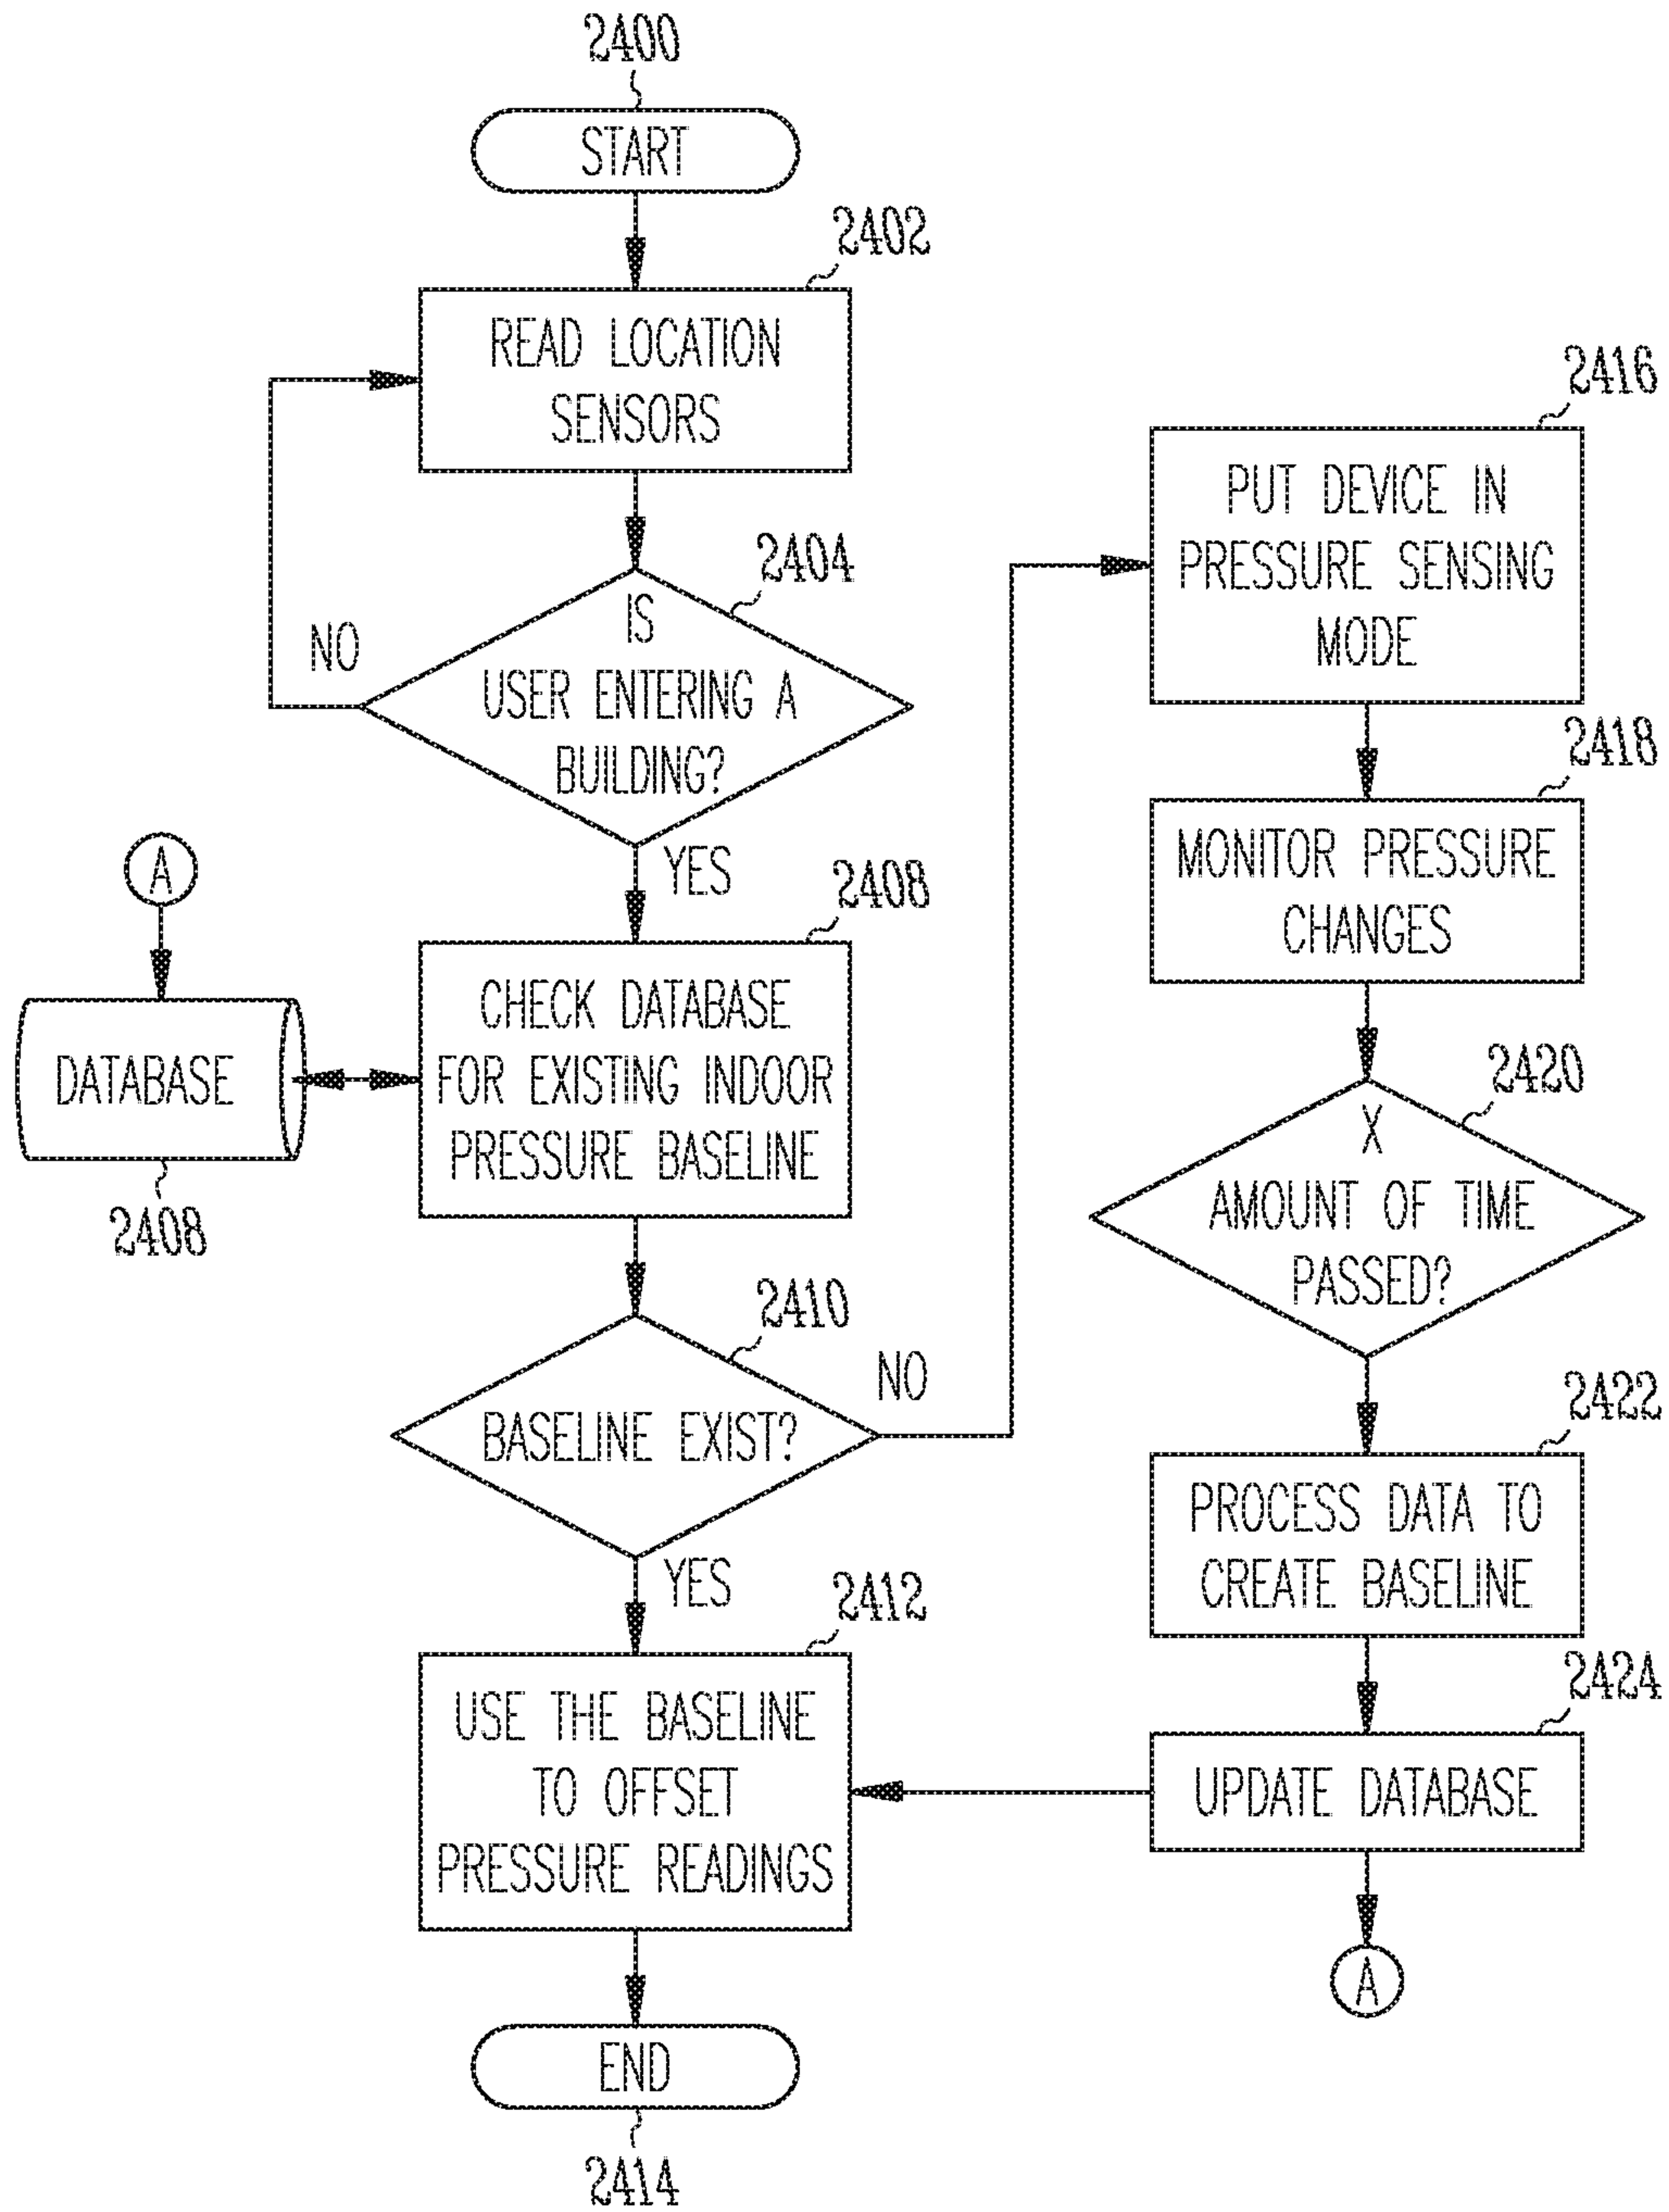 2400
START
2402
READ LOCATION
SENSORS
2404
IS
USER ENTERING A
BUILDING?
NO
YES
A
DATABASE
2408
2408
CHECK DATABASE
FOR EXISTING INDOOR
PRESSURE BASELINE
2410
BASELINE EXIST?
NO
YES
2412
USE THE BASELINE
TO OFFSET
PRESSURE READINGS
END
2414
2416
PUT DEVICE IN
PRESSURE SENSING
MODE
2418
MONITOR PRESSURE
CHANGES
2420
X
AMOUNT OF TIME
PASSED?
2422
PROCESS DATA TO
CREATE BASELINE
2424
UPDATE DATABASE
A